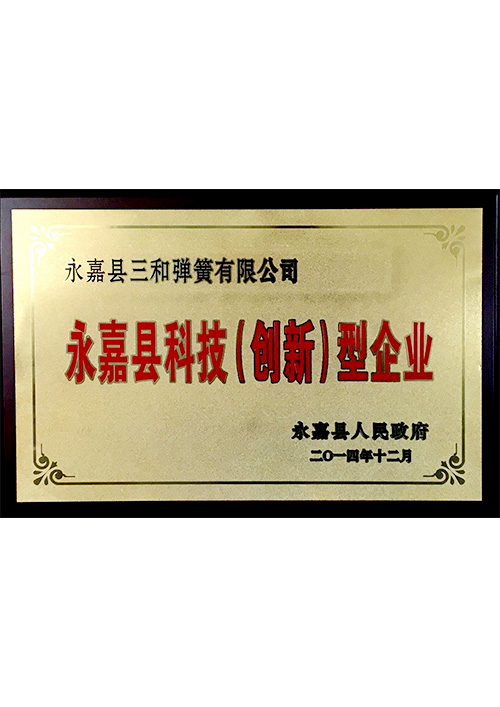 永嘉县三和弹簧有限公司
永嘉县科技(创新)型企业
永嘉县人民政府
二〇一四年十二月